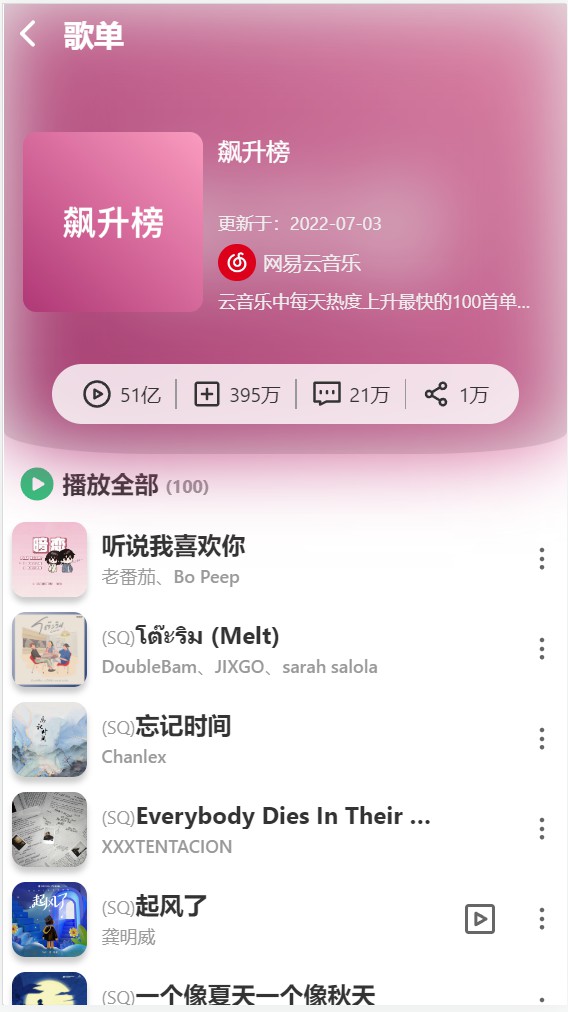 歌单
飙升榜
飙升榜
更新于：2022-07-03
网易云音乐
云音乐中每天热度上升最快的100首单...
51亿
395万
21万
1万
播放全部 (100)
听说我喜欢你
老番茄、Bo Peep
(SQ)โต๊ะริม (Melt)
DoubleBam、JIXGO、sarah salola
(SQ)忘记时间
Chanlex
(SQ)Everybody Dies In Their ...
XXXTENTACION
(SQ)起风了
龚明威
起风了
(SQ)一个像夏天一个像秋天